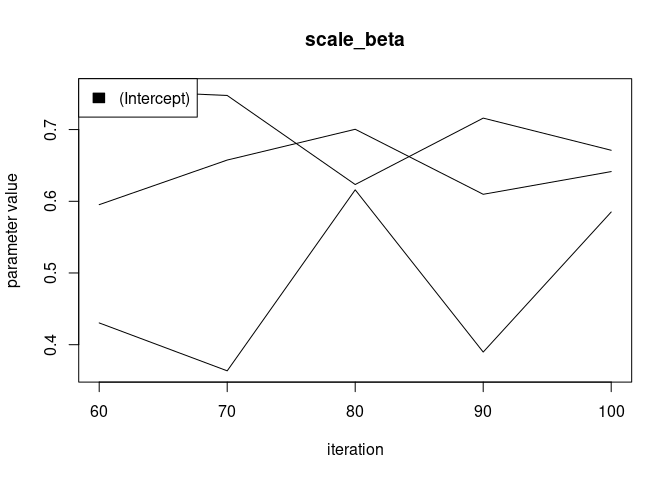 scale_beta
(Intercept)
parameter value
0.7
0.6
0.5
0.4
60 70 80 90 100
iteration